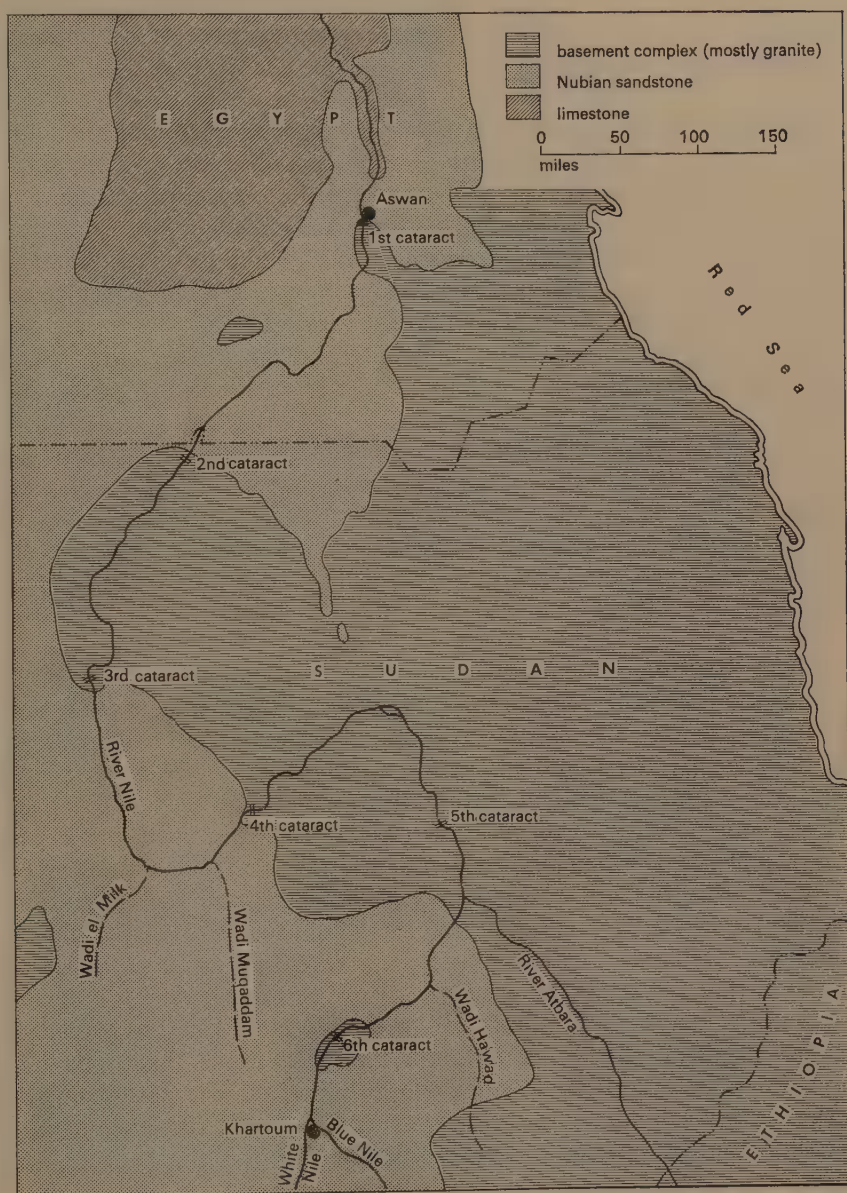 basement complex (mostly granite)
Nubian sandstone
limestone
0 50 100 150
miles
E G Y P T
Aswan
1st cataract
Red Sea
2nd cataract
3rd cataract
S U D A N
River Nile
4th cataract
5th cataract
Wadi el Milk
Wadi Muqaddam
River Atbara
Wadi Hawad
6th cataract
ETHIOPIA
Khartoum
Blue Nile
White Nile